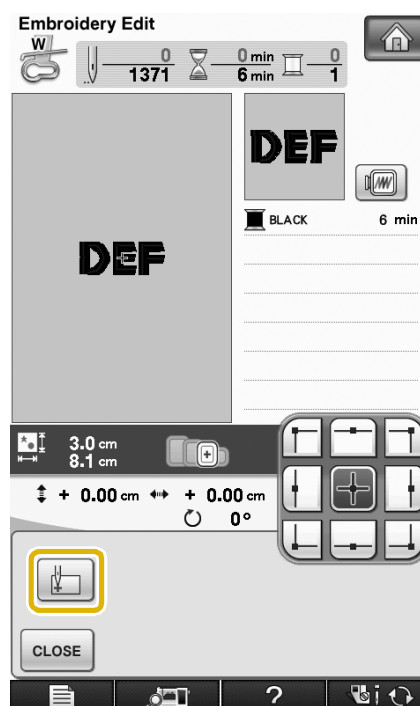 Embroidery Edit
W
0 0 min 0
1371 6 min 1
DEF
DEF
BLACK 6 min
3.0 cm
8.1 cm
+ 0.00 cm + 0.00 cm
0°
CLOSE
? i